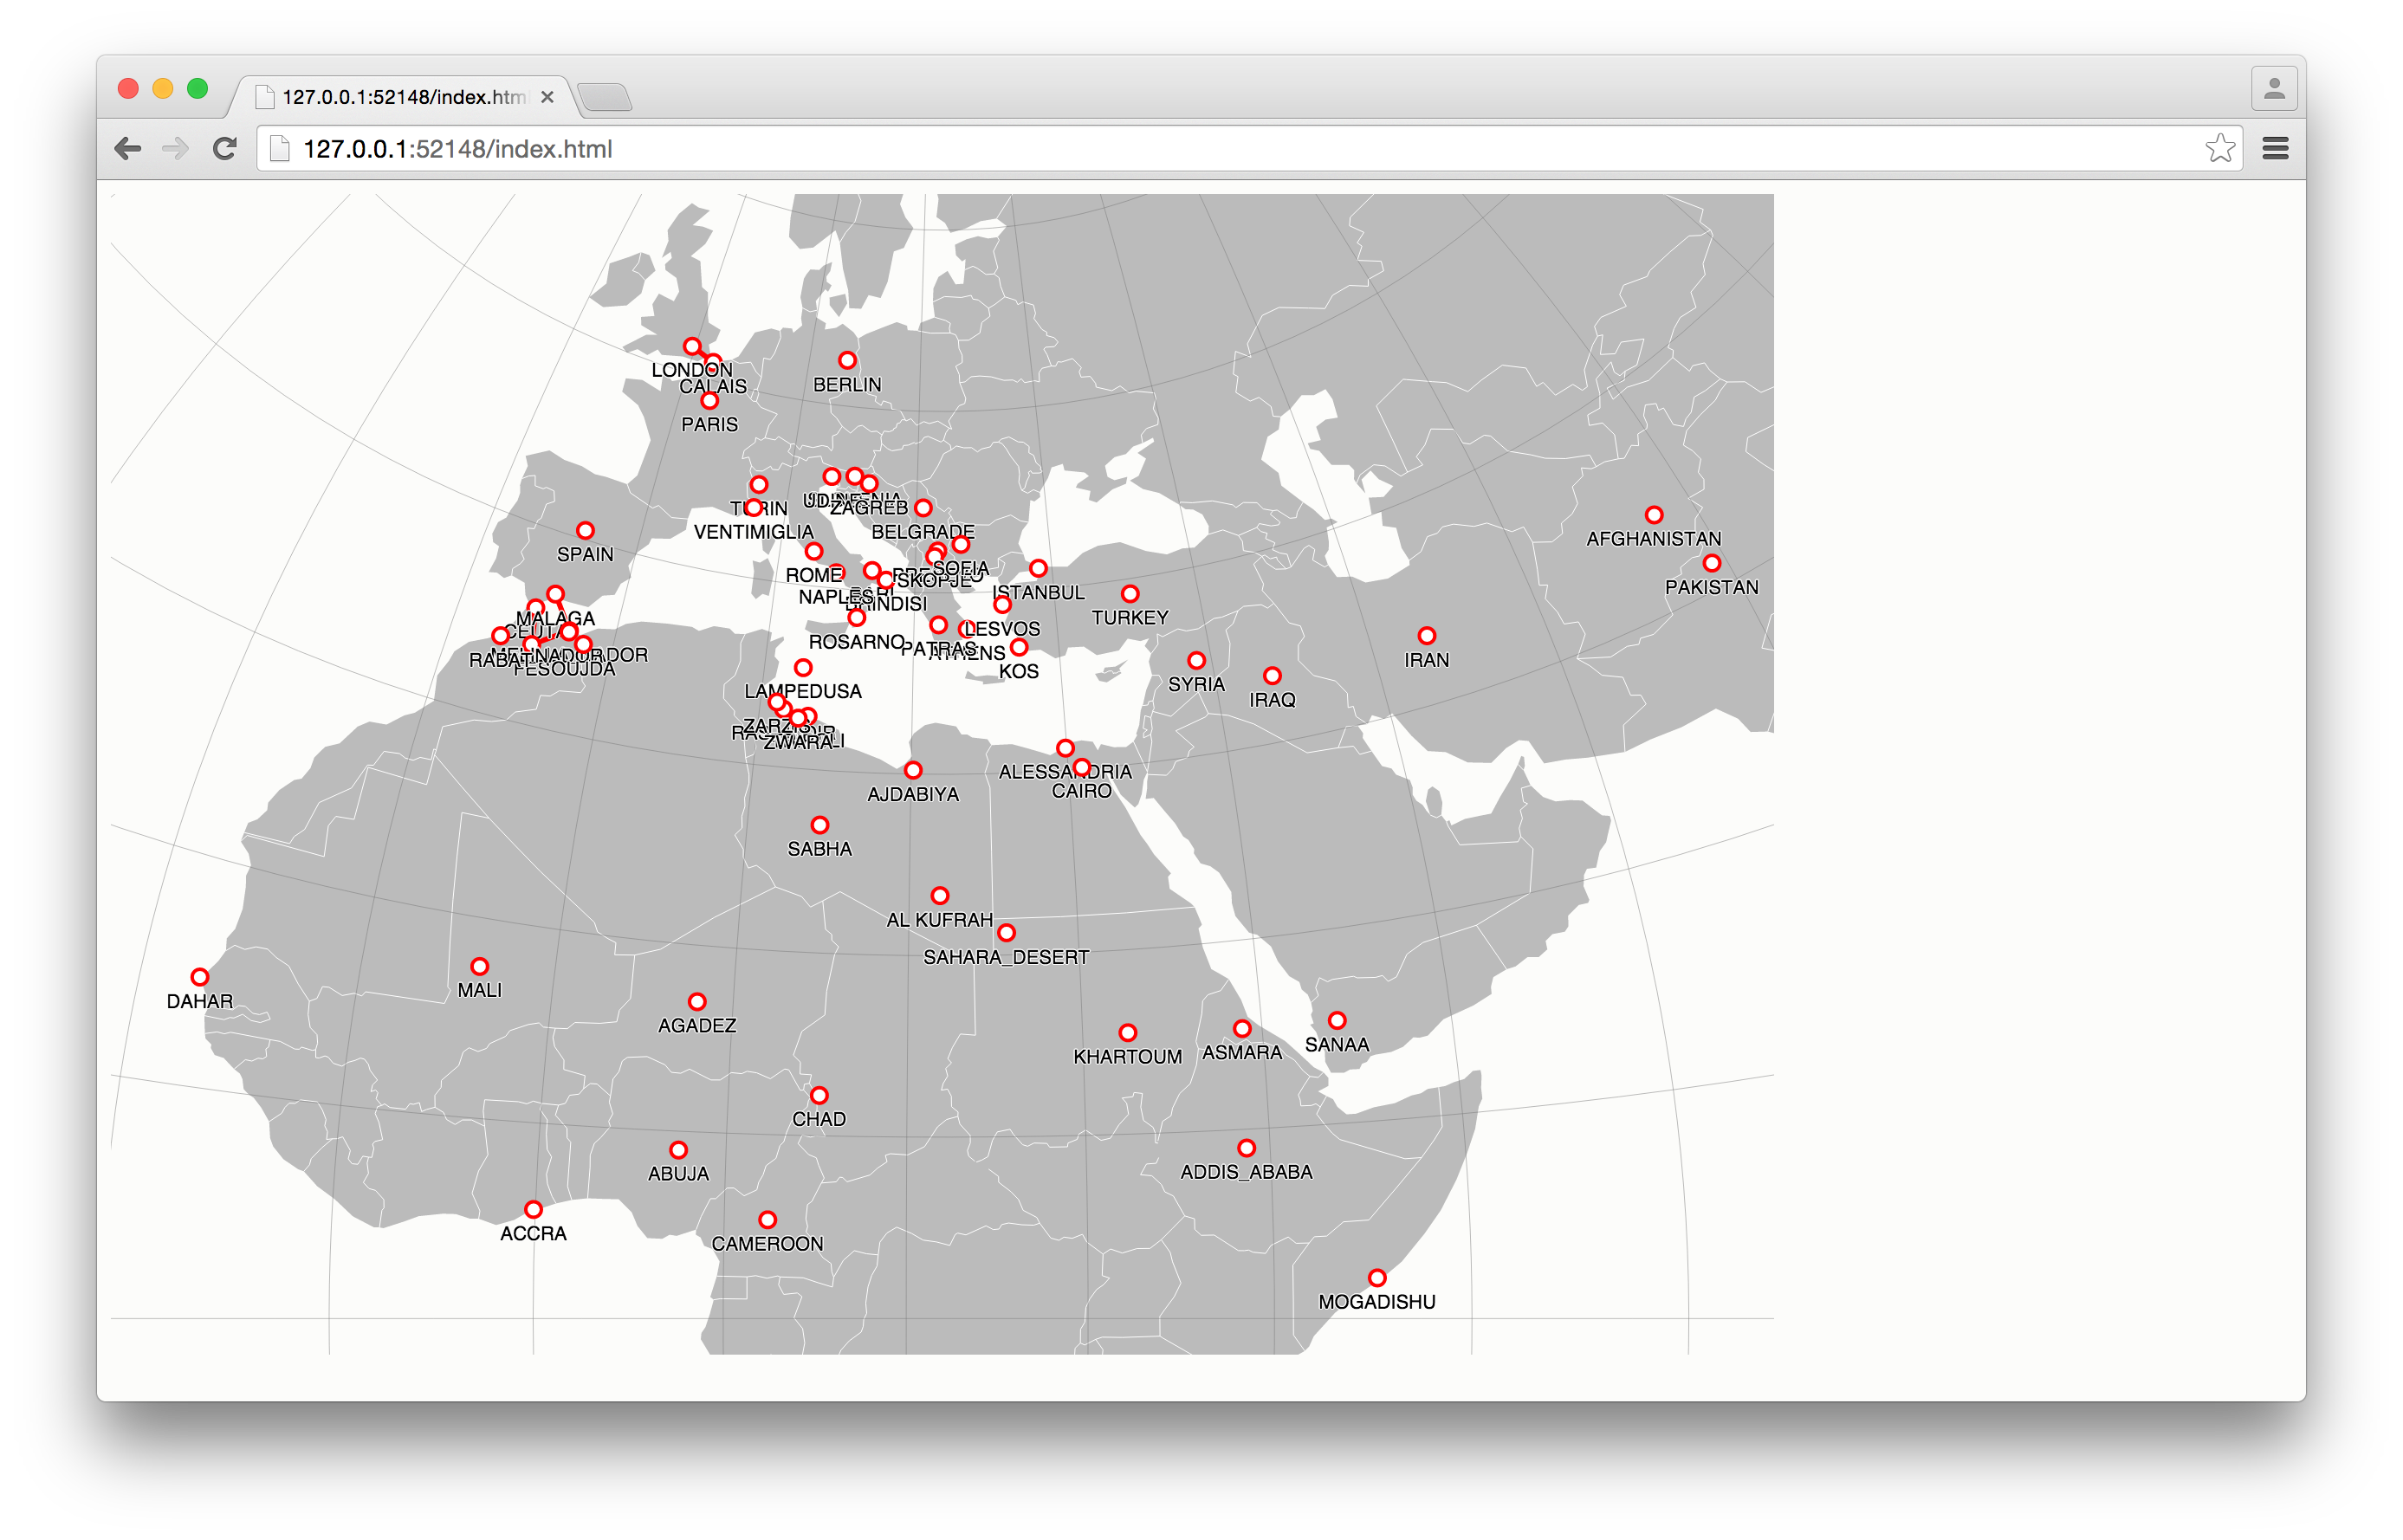 127.0.0.1:52148/index.htm
127.0.0.1:52148/index.html
LONDON
CALAIS
BERLIN
PARIS
TURIN
UDINE
ZAGREB
VENTIMIGLIA
BELGRADE
AFGHANISTAN
SPAIN
SOFIA
ROME
SKOPJE
PAKISTAN
ISTANBUL
NAPLES
BARI
BRINDISI
TURKEY
MALAGA
CEUTA
LESVOS
ROSARNO
PATRAS
ATHENS
RABAT
FES
OUJDA
IRAN
KOS
SYRIA
LAMPEDUSA
IRAQ
ZARZIS
ZWARA
ALESSANDRIA
CAIRO
AJDABIYA
SABHA
AL KUFRAH
SAHARA_DESERT
MALI
DAHAR
AGADEZ
SANAA
ASMARA
KHARTOUM
CHAD
ADDIS_ABABA
ABUJA
ACCRA
CAMEROON
MOGADISHU